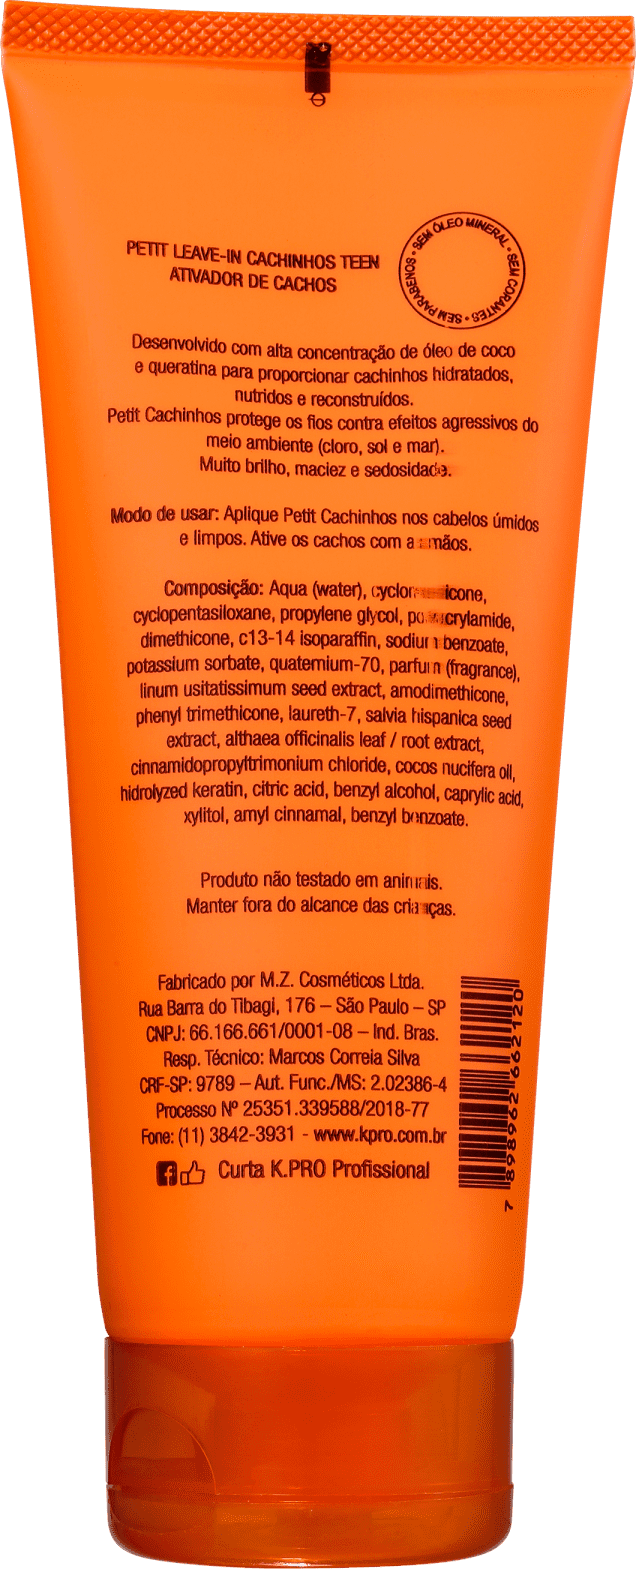 PETIT LEAVE-IN CACHINHOS TEEN
ATIVADOR DE CACHOS
SEM ÓLEO MINERAL • SEM CORANTES • SEM PARABENOS •
Desenvolvido com alta concentração de óleo de coco
e queratina para proporcionar cachinhos hidratados,
nutridos e reconstruídos.
Petit Cachinhos protege os fios contra efeitos agressivos do
meio ambiente (cloro, sol e mar).
Muito brilho, maciez e sedosidade.
Modo de usar: Aplique Petit Cachinhos nos cabelos úmidos
e limpos. Ative os cachos com as mãos.
Composição: Aqua (water),
cyclopentasiloxane, propylene glycol,
dimethicone, c13-14 isoparaffin, sodium benzoate,
potassium sorbate, quaternium-70, parfum (fragrance),
linum usitatissimum seed extract, amodimethicone,
phenyl trimethicone, laureth-7, salvia hispanica seed
extract, althaea officinalis leaf / root extract,
cinnamidopropyltrimonium chloride, cocos nucifera oil,
hidrolyzed keratin, citric acid, benzyl alcohol, caprylic acid,
xylitol, amyl cinnamal, benzyl benzoate.
Produto não testado em animais.
Manter fora do alcance das crianças.
Fabricado por M.Z. Cosméticos Ltda.
Rua Barra do Tibagi, 176 – São Paulo – SP
CNPJ: 66.166.661/0001-08 – Ind. Bras.
Resp. Técnico: Marcos Correia Silva
CRF-SP: 9789 – Aut. Func./MS: 2.02386-4
Processo Nº 25351.339588/2018-77
Fone: (11) 3842-3931 - www.kpro.com.br
Curta K.PRO Profissional
7 898962 662120